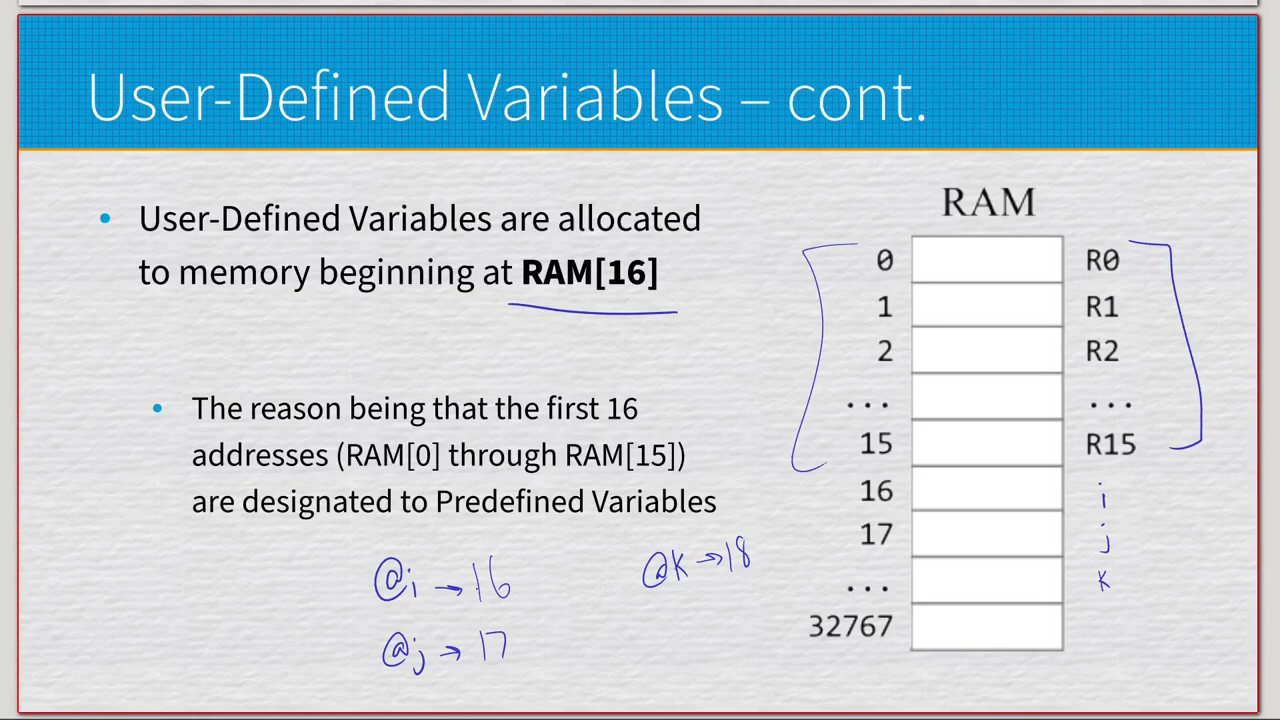 User-Defined Variables – cont.
• User-Defined Variables are allocated
to memory beginning at RAM[16]
• The reason being that the first 16
addresses (RAM[0] through RAM[15])
are designated to Predefined Variables
@i → 16
@j → 17
@k → 18
RAM
0 R0
1 R1
2 R2
... ...
15 R15
16 i
17 j
... k
32767